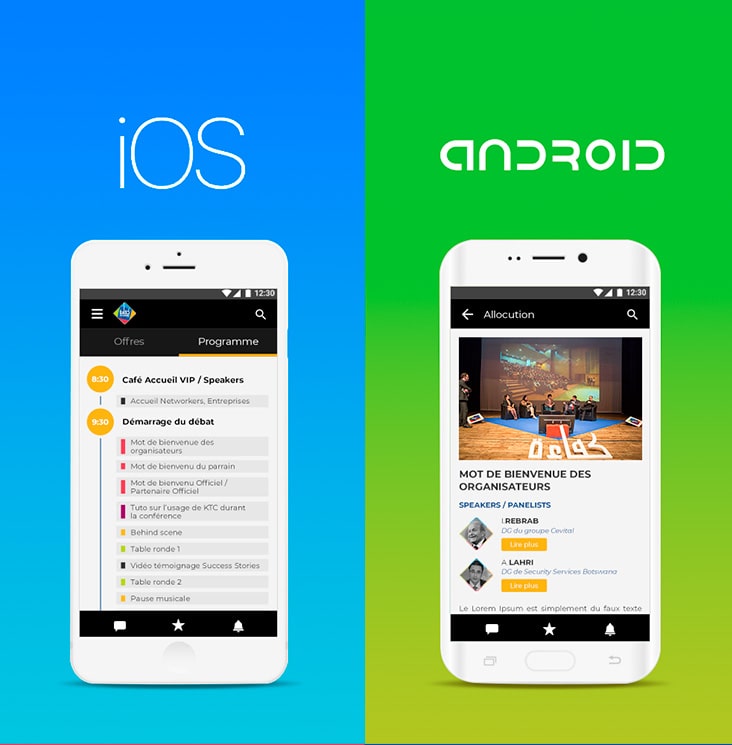 iOS
12:30
Offres
Programme
8:30
Café Accueil VIP / Speakers
Accueil Networkers, Entreprises
9:30
Démarrage du débat
Mot de bienvenue des
organisateurs
Mot de bienvenu du parrain
Mot de bienvenu Officiel /
Partenaire Officiel
Tuto sur l'usage de KTC durant
la conférence
Behind scene
Table ronde 1
Vidéo témoignage Success Stories
Table ronde 2
Pause musicale
ANDROID
12:30
Allocution
كفاءة
MOT DE BIENVENUE DES
ORGANISATEURS
SPEAKERS / PANELISTS
I.REBRAB
DG du groupe Cevital
Lire plus
A.LAHRI
DG de Security Services Botswana
Lire plus
Le Lorem Ipsum est simplement du faux texte